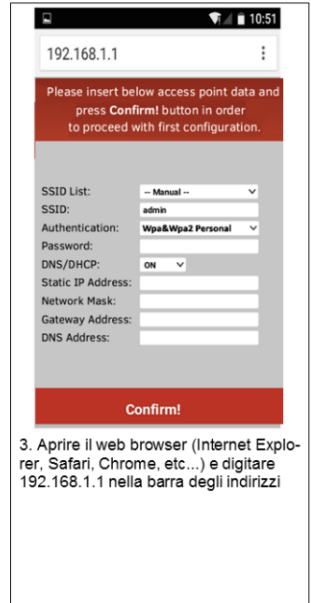 10:51
192.168.1.1
Please insert below access point data and
press Confirm! button in order
to proceed with first configuration.
SSID List: -- Manual --
SSID: admin
Authentication: Wpa&Wpa2 Personal
Password:
DNS/DHCP: ON
Static IP Address:
Network Mask:
Gateway Address:
DNS Address:
Confirm!
3. Aprire il web browser (Internet Explo-
rer, Safari, Chrome, etc...) e digitare
192.168.1.1 nella barra degli indirizzi